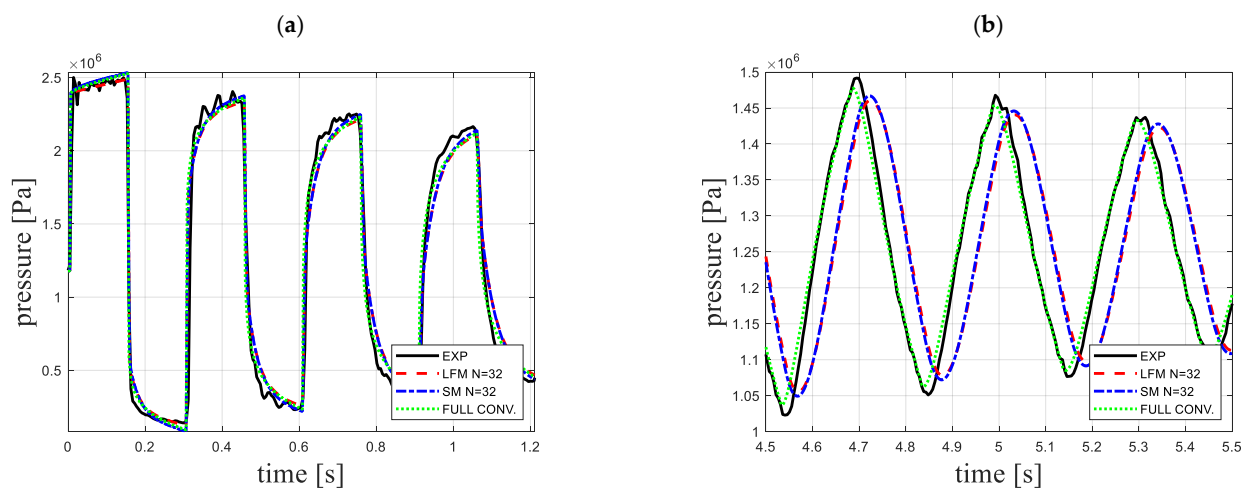 (a)
×10⁶
2.5
2
1.5
1
0.5
pressure [Pa]
0 0.2 0.4 0.6 0.8 1 1.2
time [s]
EXP
LFM N=32
SM N=32
FULL CONV.
(b)
×10⁶
1.5
1.45
1.4
1.35
1.3
1.25
1.2
1.15
1.1
1.05
1
pressure [Pa]
4.5 4.6 4.7 4.8 4.9 5 5.1 5.2 5.3 5.4 5.5
time [s]
EXP
LFM N=32
SM N=32
FULL CONV.